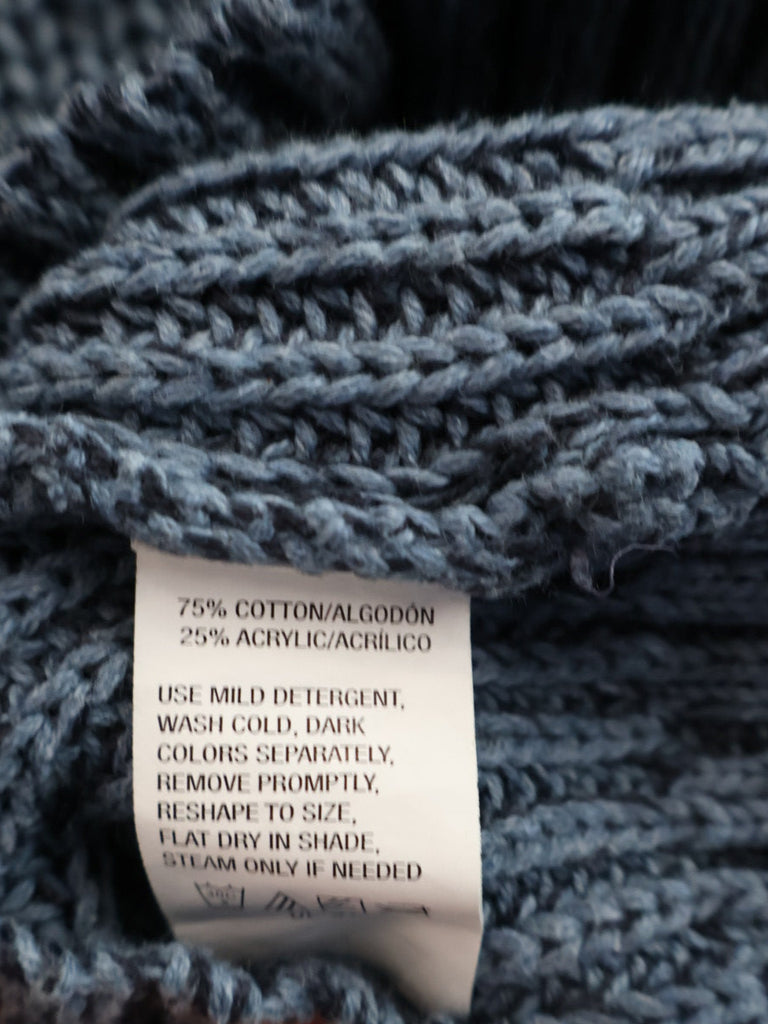 75% COTTON/ALGODÓN
25% ACRYLIC/ACRÍLICO
USE MILD DETERGENT,
WASH COLD, DARK
COLORS SEPARATELY,
REMOVE PROMPTLY,
RESHAPE TO SIZE,
FLAT DRY IN SHADE,
STEAM ONLY IF NEEDED